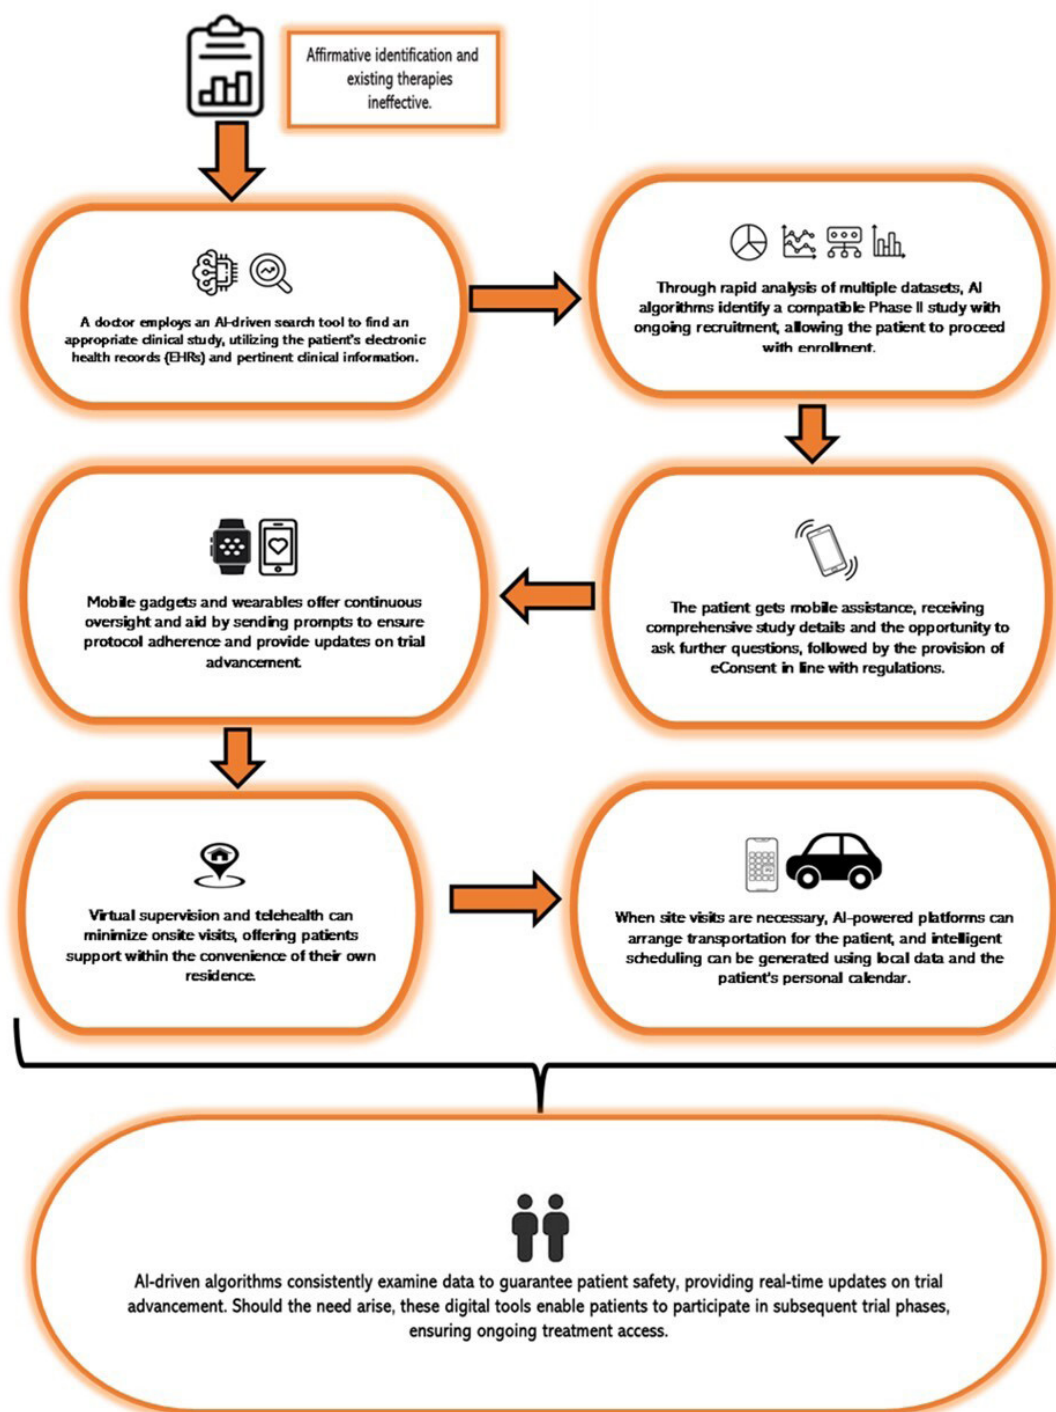 Affirmative identification and
existing therapies
ineffective.
A doctor employs an AI-driven search tool to find an
appropriate clinical study, utilizing the patient's electronic
health records (EHRs) and pertinent clinical information.
Through rapid analysis of multiple datasets, AI
algorithms identify a compatible Phase II study with
ongoing recruitment, allowing the patient to proceed
with enrollment.
The patient gets mobile assistance, receiving
comprehensive study details and the opportunity to
ask further questions, followed by the provision of
eConsent in line with regulations.
Mobile gadgets and wearables offer continuous
oversight and aid by sending prompts to ensure
protocol adherence and provide updates on trial
advancement.
Virtual supervision and telehealth can
minimize onsite visits, offering patients
support within the convenience of their own
residence.
When site visits are necessary, AI-powered platforms can
arrange transportation for the patient, and intelligent
scheduling can be generated using local data and the
patient's personal calendar.
AI-driven algorithms consistently examine data to guarantee patient safety, providing real-time updates on trial
advancement. Should the need arise, these digital tools enable patients to participate in subsequent trial phases,
ensuring ongoing treatment access.